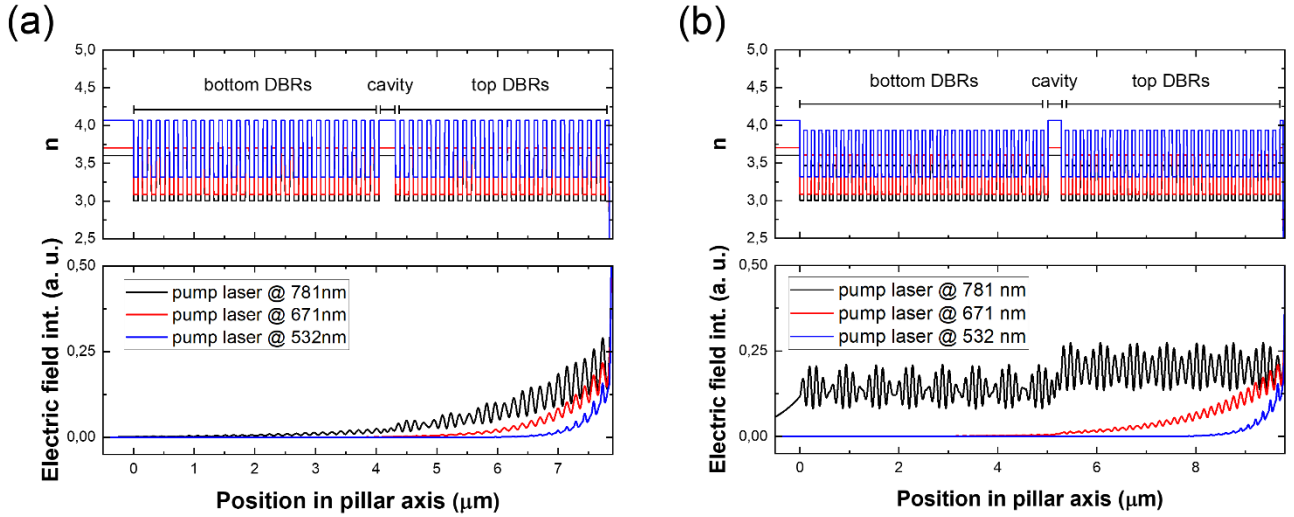 (a)
5,0
4,5
4,0
3,5
3,0
2,5
n
bottom DBRs
cavity
top DBRs
0,50
0,25
0,00
Electric field int. (a. u.)
pump laser @ 781nm
pump laser @ 671nm
pump laser @ 532nm
0 1 2 3 4 5 6 7
Position in pillar axis (μm)
(b)
5,0
4,5
4,0
3,5
3,0
2,5
n
bottom DBRs
cavity
top DBRs
0,50
0,25
0,00
Electric field int. (a. u.)
pump laser @ 781 nm
pump laser @ 671 nm
pump laser @ 532 nm
0 2 4 6 8
Position in pillar axis (μm)